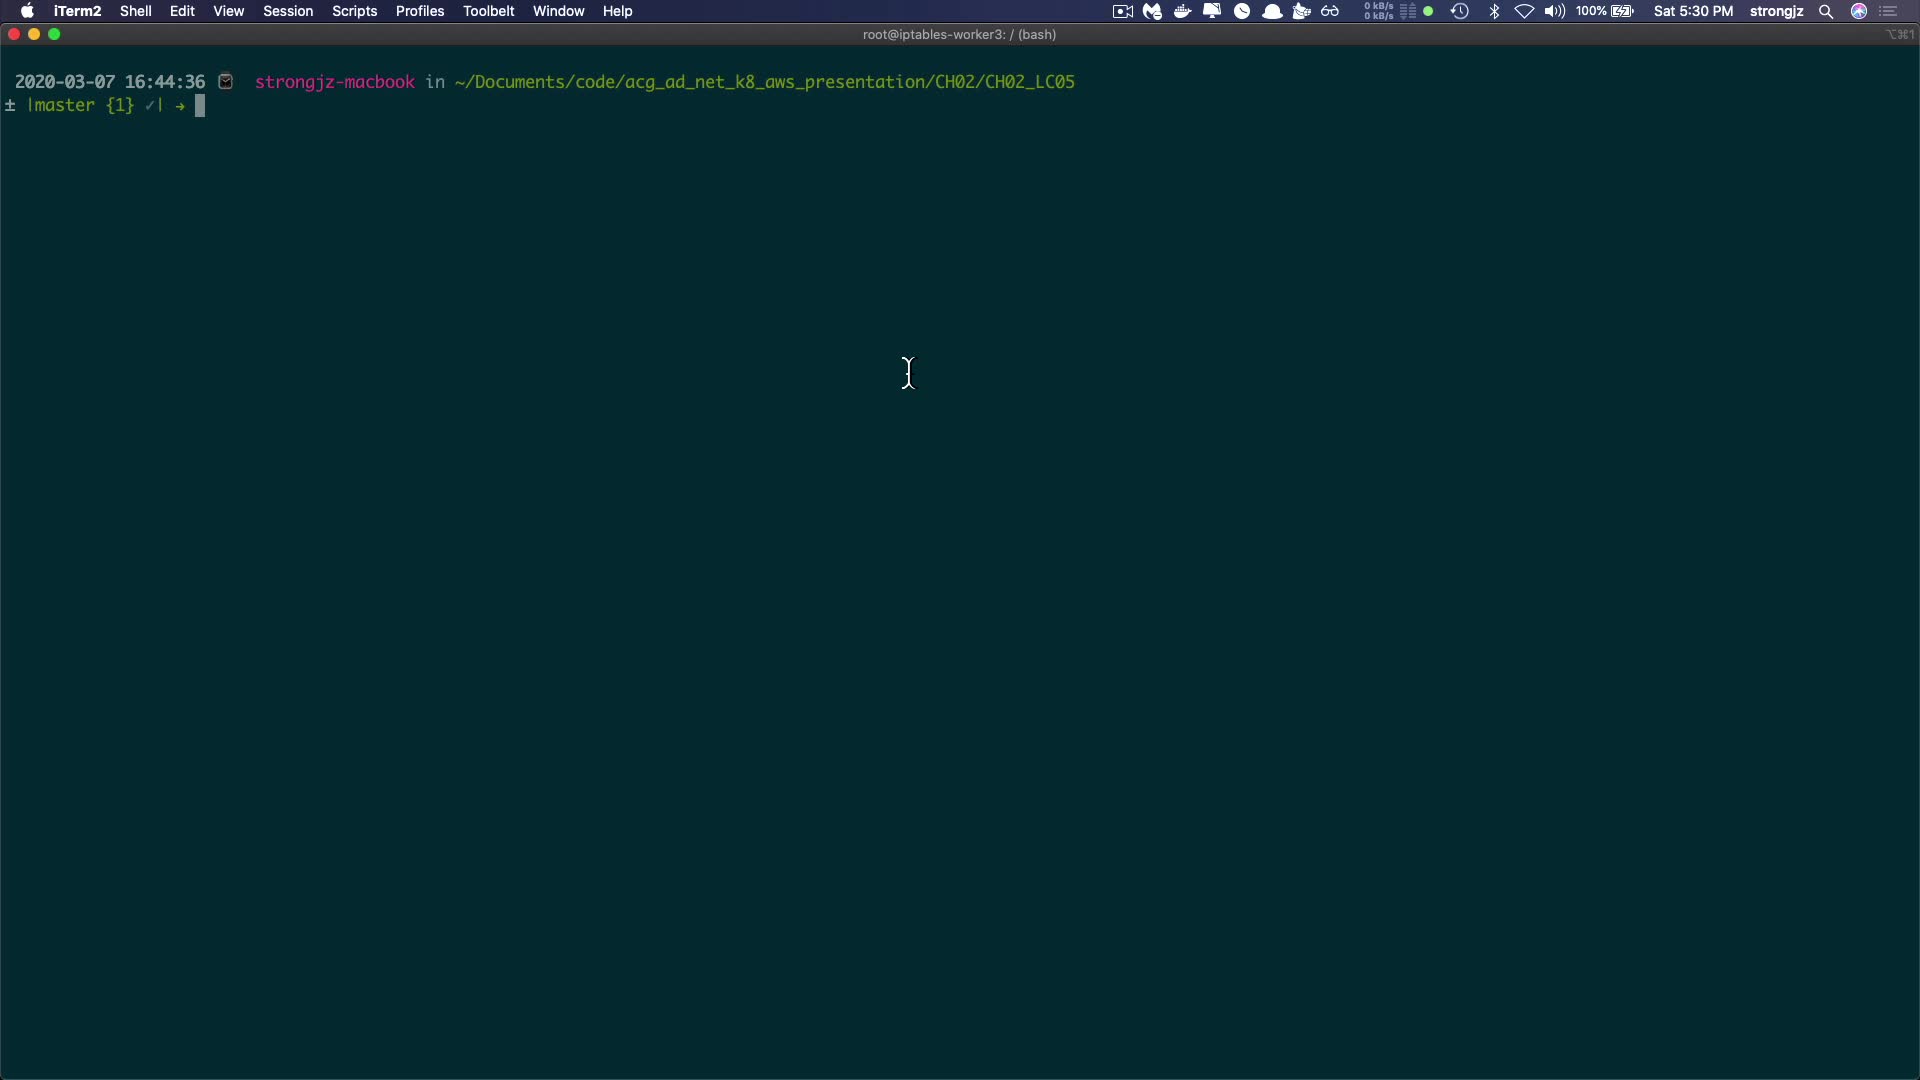 iTerm2 Shell Edit View Session Scripts Profiles Toolbelt Window Help 0 kB/s 0 kB/s 100% Sat 5:30 PM strongjz
root@iptables-worker3: / (bash) ⌥⌘1
2020-03-07 16:44:36 strongjz-macbook in ~/Documents/code/acg_ad_net_k8_aws_presentation/CH02/CH02_LC05
± |master {1} ✓| →